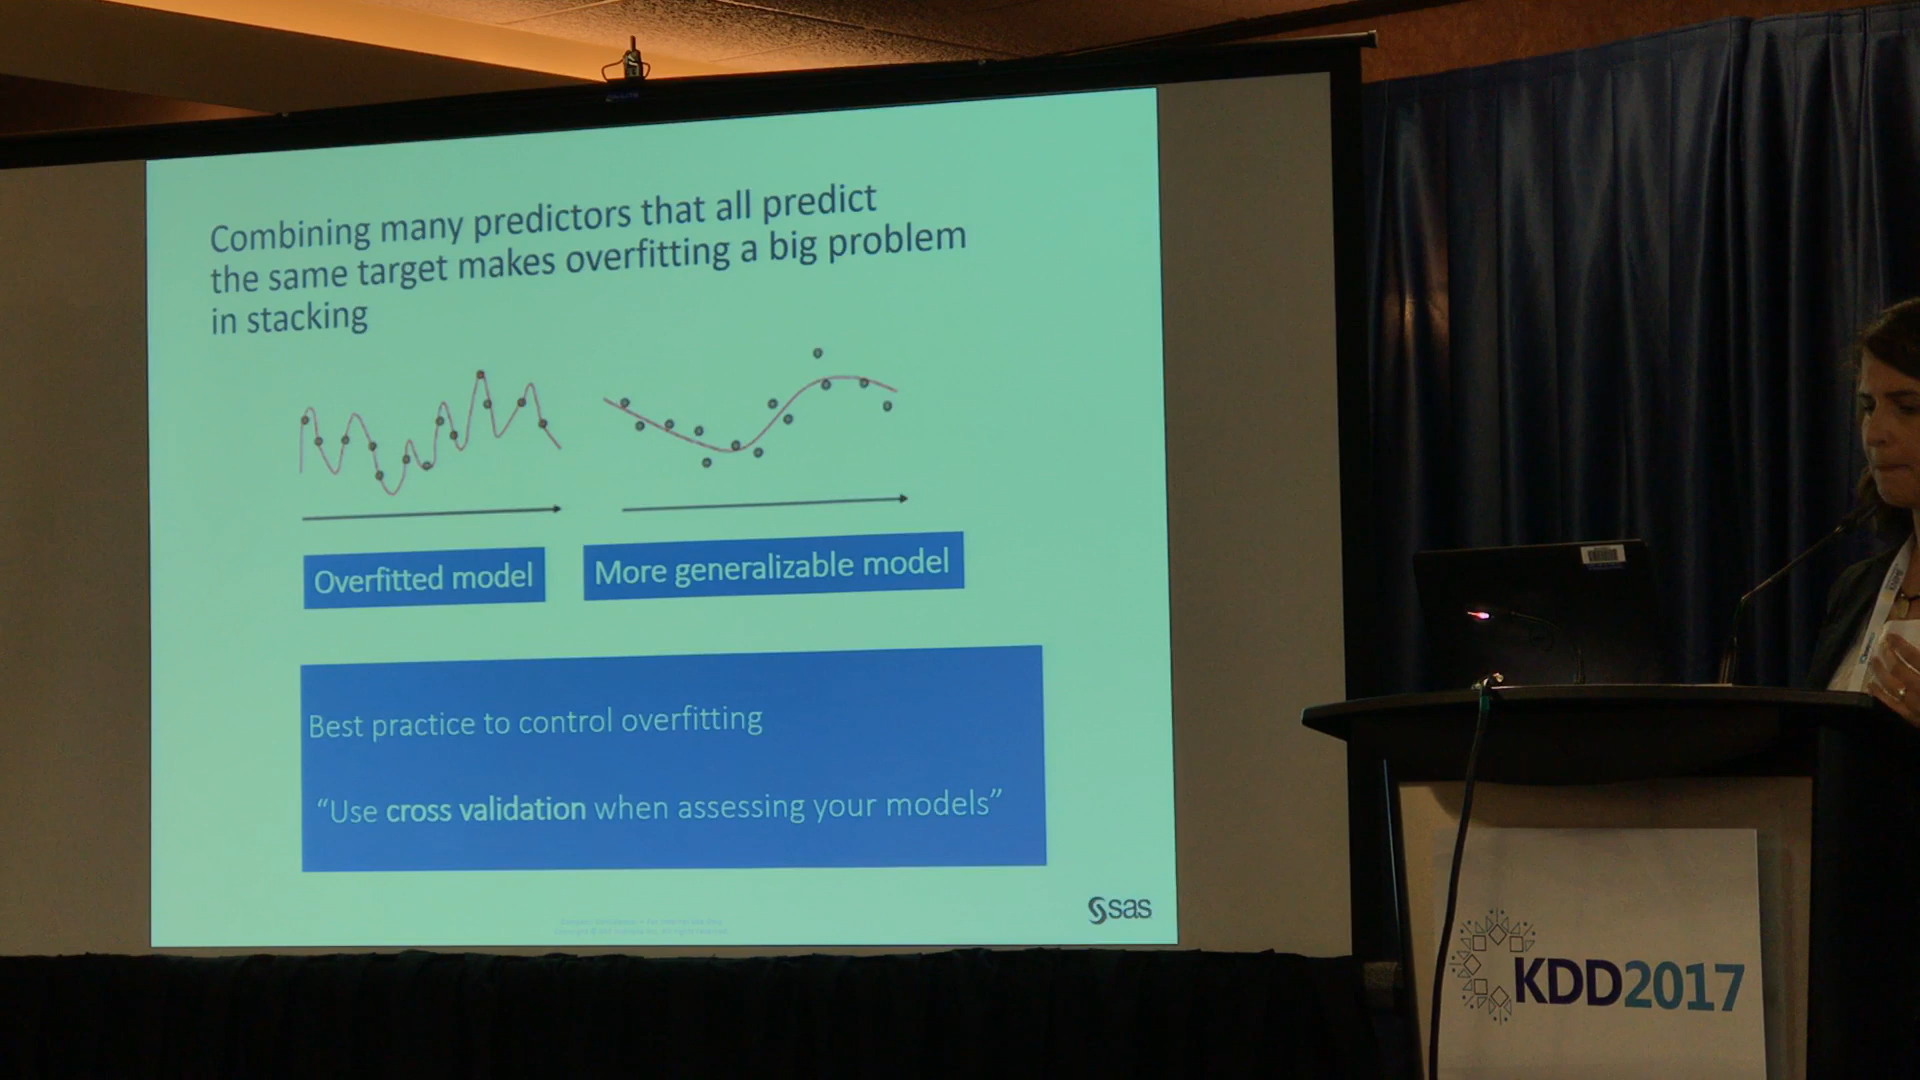 Combining many predictors that all predict
the same target makes overfitting a big problem
in stacking
Overfitted model
More generalizable model
Best practice to control overfitting
“Use cross validation when assessing your models”
sas
KDD2017